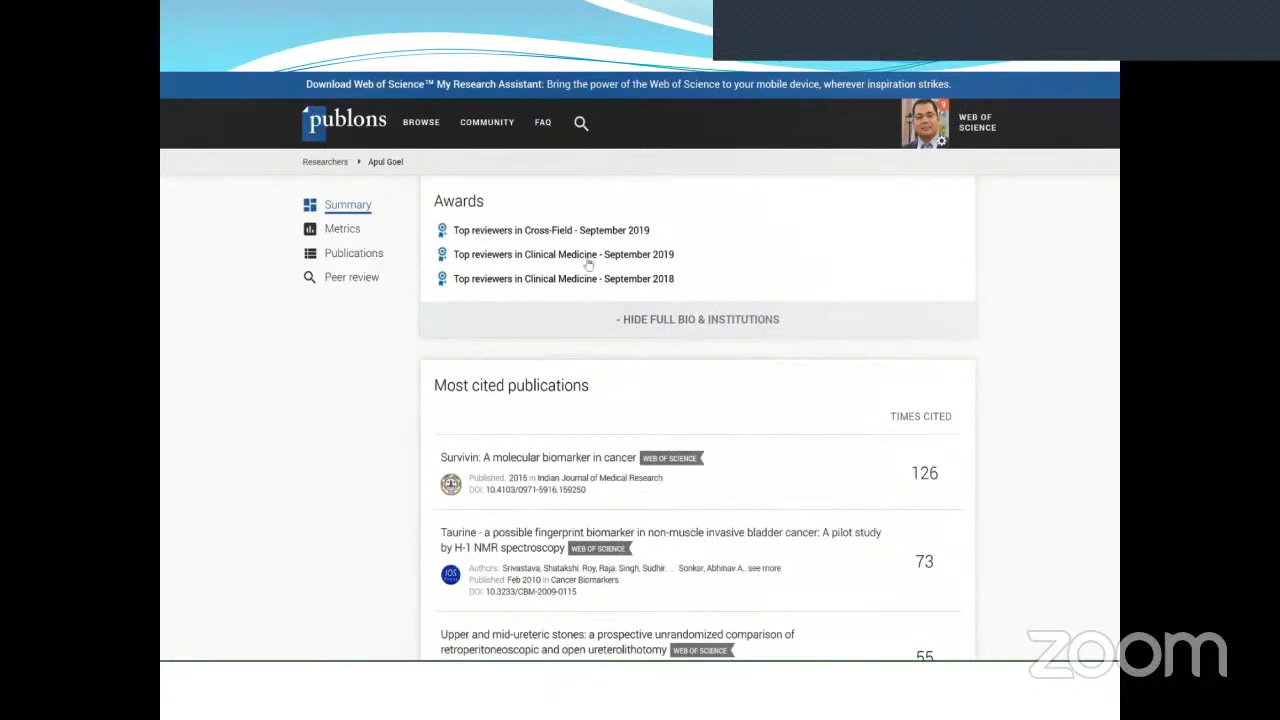 Download Web of Science™ My Research Assistant: Bring the power of the Web of Science to your mobile device, wherever inspiration strikes.
publons BROWSE COMMUNITY FAQ
9
WEB OF
SCIENCE
Researchers Apul Goel
Summary
Metrics
Publications
Peer review
Awards
Top reviewers in Cross-Field - September 2019
Top reviewers in Clinical Medicine - September 2019
Top reviewers in Clinical Medicine - September 2018
- HIDE FULL BIO & INSTITUTIONS
Most cited publications
TIMES CITED
Survivin: A molecular biomarker in cancer WEB OF SCIENCE
Published: 2015 in Indian Journal of Medical Research
DOI: 10.4103/0971-5916.159250
126
Taurine - a possible fingerprint biomarker in non-muscle invasive bladder cancer: A pilot study
by H-1 NMR spectroscopy WEB OF SCIENCE
IOS
Authors: Srivastava, Shatakshi; Roy, Raja; Singh, Sudhir; ... Sonkar, Abhinav A.. see more
Published: Feb 2010 in Cancer Biomarkers
DOI: 10.3233/CBM-2009-0115
73
Upper and mid-ureteric stones: a prospective unrandomized comparison of
retroperitoneoscopic and open ureterolithotomy WEB OF SCIENCE
55
zoom